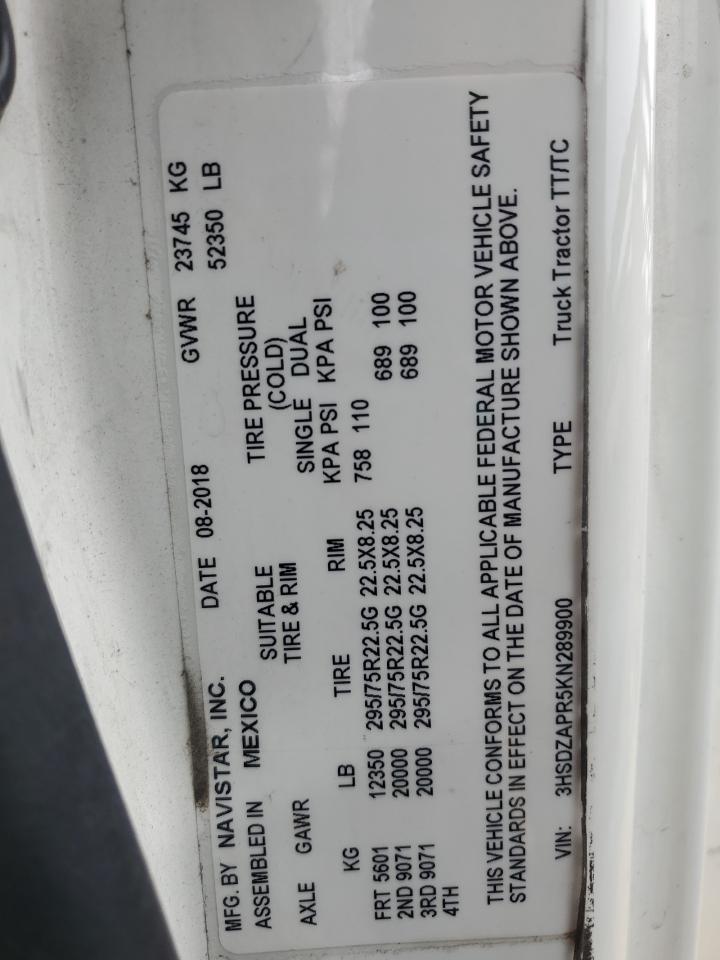 MFG. BY NAVISTAR, INC. DATE 08-2018 GVWR 23745 KG
ASSEMBLED IN MEXICO 52350 LB
SUITABLE TIRE PRESSURE
AXLE GAWR TIRE & RIM (COLD)
SINGLE DUAL
KG LB TIRE RIM KPA PSI KPA PSI
FRT 5601 12350 295/75R22.5G 22.5X8.25 758 110
2ND 9071 20000 295/75R22.5G 22.5X8.25 689 100
3RD 9071 20000 295/75R22.5G 22.5X8.25 689 100
4TH
THIS VEHICLE CONFORMS TO ALL APPLICABLE FEDERAL MOTOR VEHICLE SAFETY
STANDARDS IN EFFECT ON THE DATE OF MANUFACTURE SHOWN ABOVE.
VIN: 3HSDZAPR5KN289900 TYPE Truck Tractor TT/TC